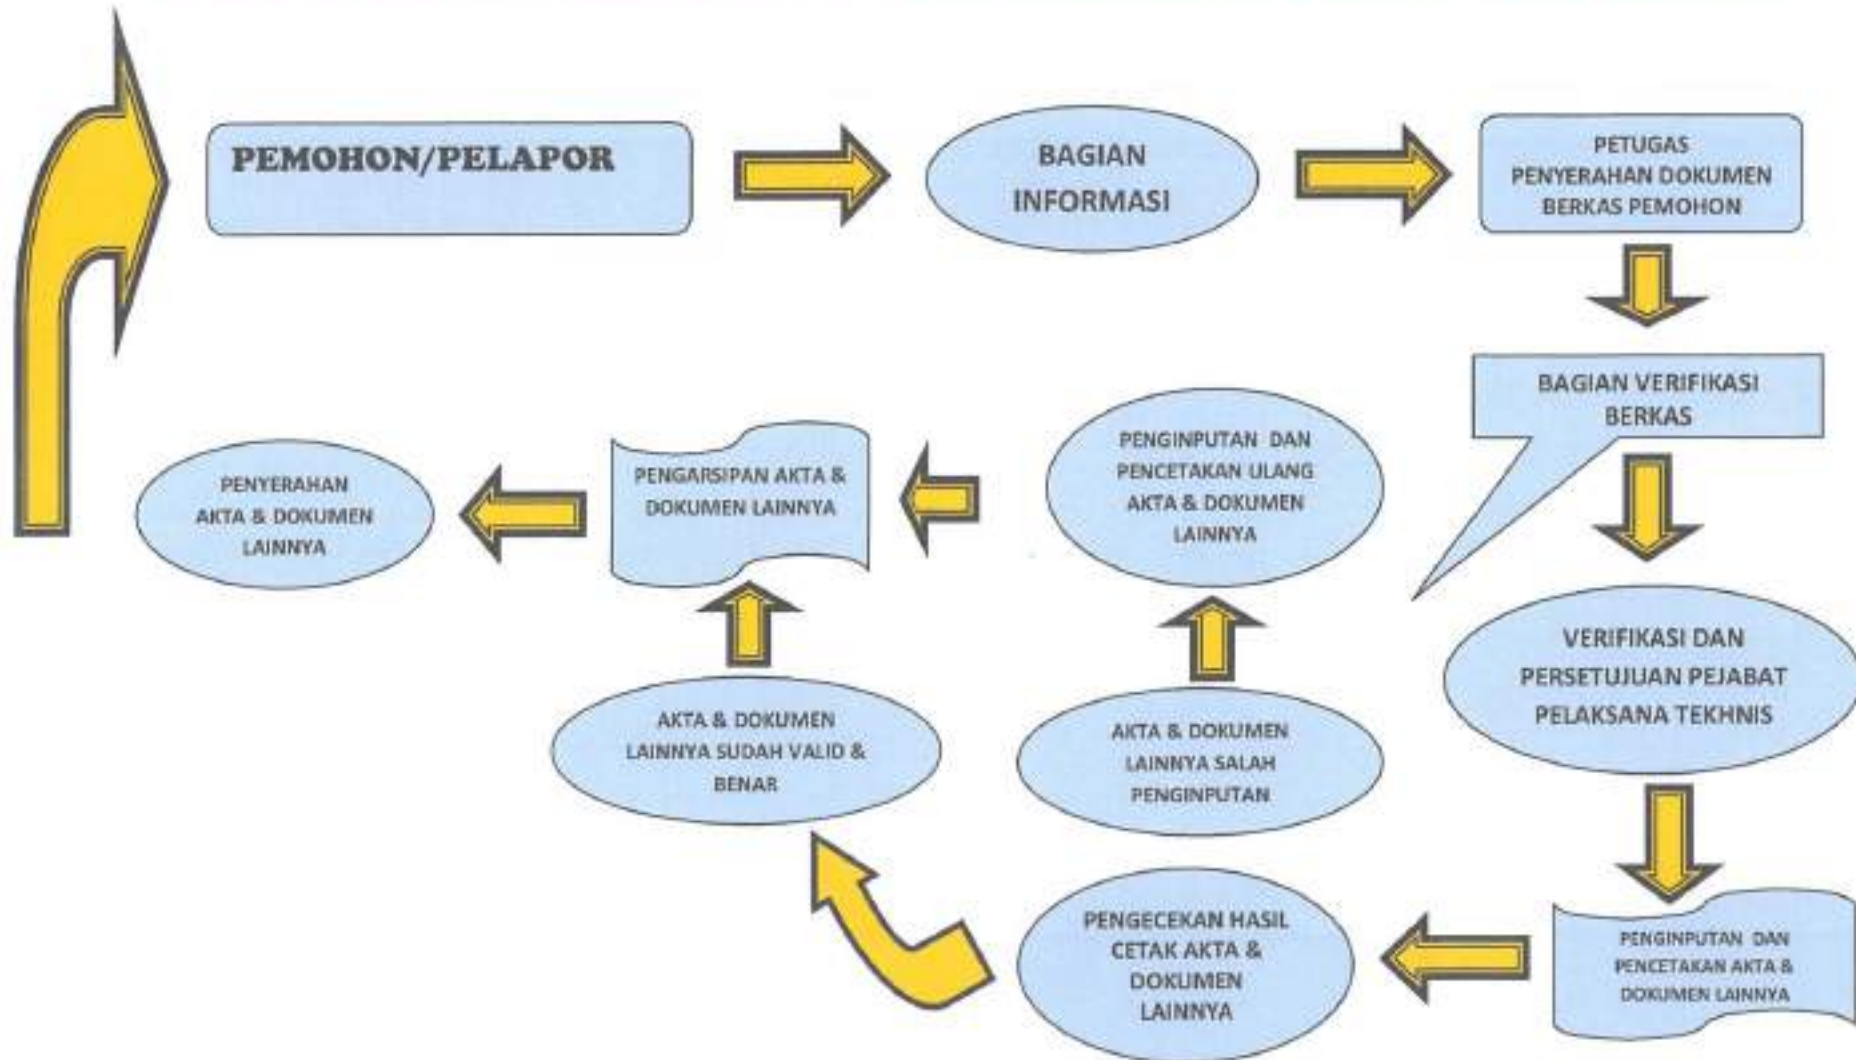 PEMOHON/PELAPOR
BAGIAN
INFORMASI
PETUGAS
PENYERAHAN DOKUMEN
BERKAS PEMOHON
BAGIAN VERIFIKASI
BERKAS
VERIFIKASI DAN
PERSETUJUAN PEJABAT
PELAKSANA TEKHNIS
PENGINPUTAN DAN
PENCETAKAN AKTA &
DOKUMEN LAINNYA
PENGECEKAN HASIL
CETAK AKTA &
DOKUMEN
LAINNYA
AKTA & DOKUMEN
LAINNYA SUDAH VALID &
BENAR
AKTA & DOKUMEN
LAINNYA SALAH
PENGINPUTAN
PENGINPUTAN DAN
PENCETAKAN ULANG
AKTA & DOKUMEN
LAINNYA
PENGARSIPAN AKTA &
DOKUMEN LAINNYA
PENYERAHAN
AKTA & DOKUMEN
LAINNYA